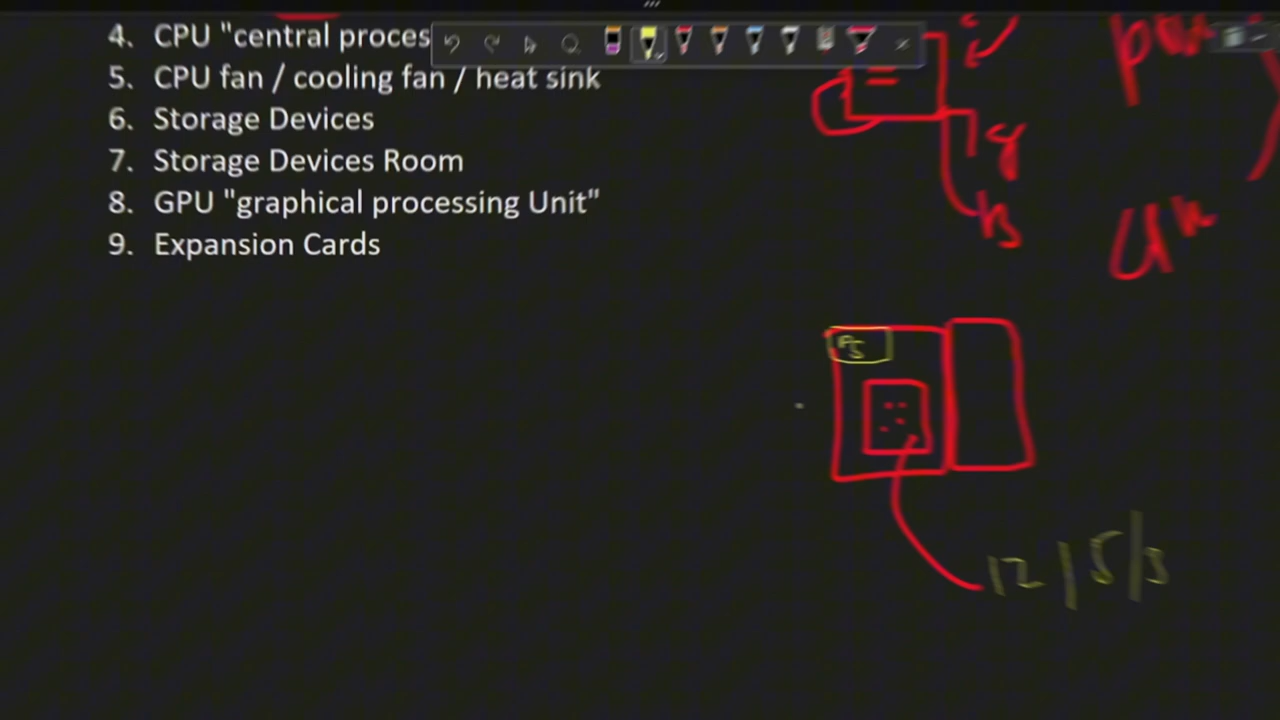 4. CPU "central proces
5. CPU fan / cooling fan / heat sink
6. Storage Devices
7. Storage Devices Room
8. GPU "graphical processing Unit"
9. Expansion Cards
PS
12 | 5/3